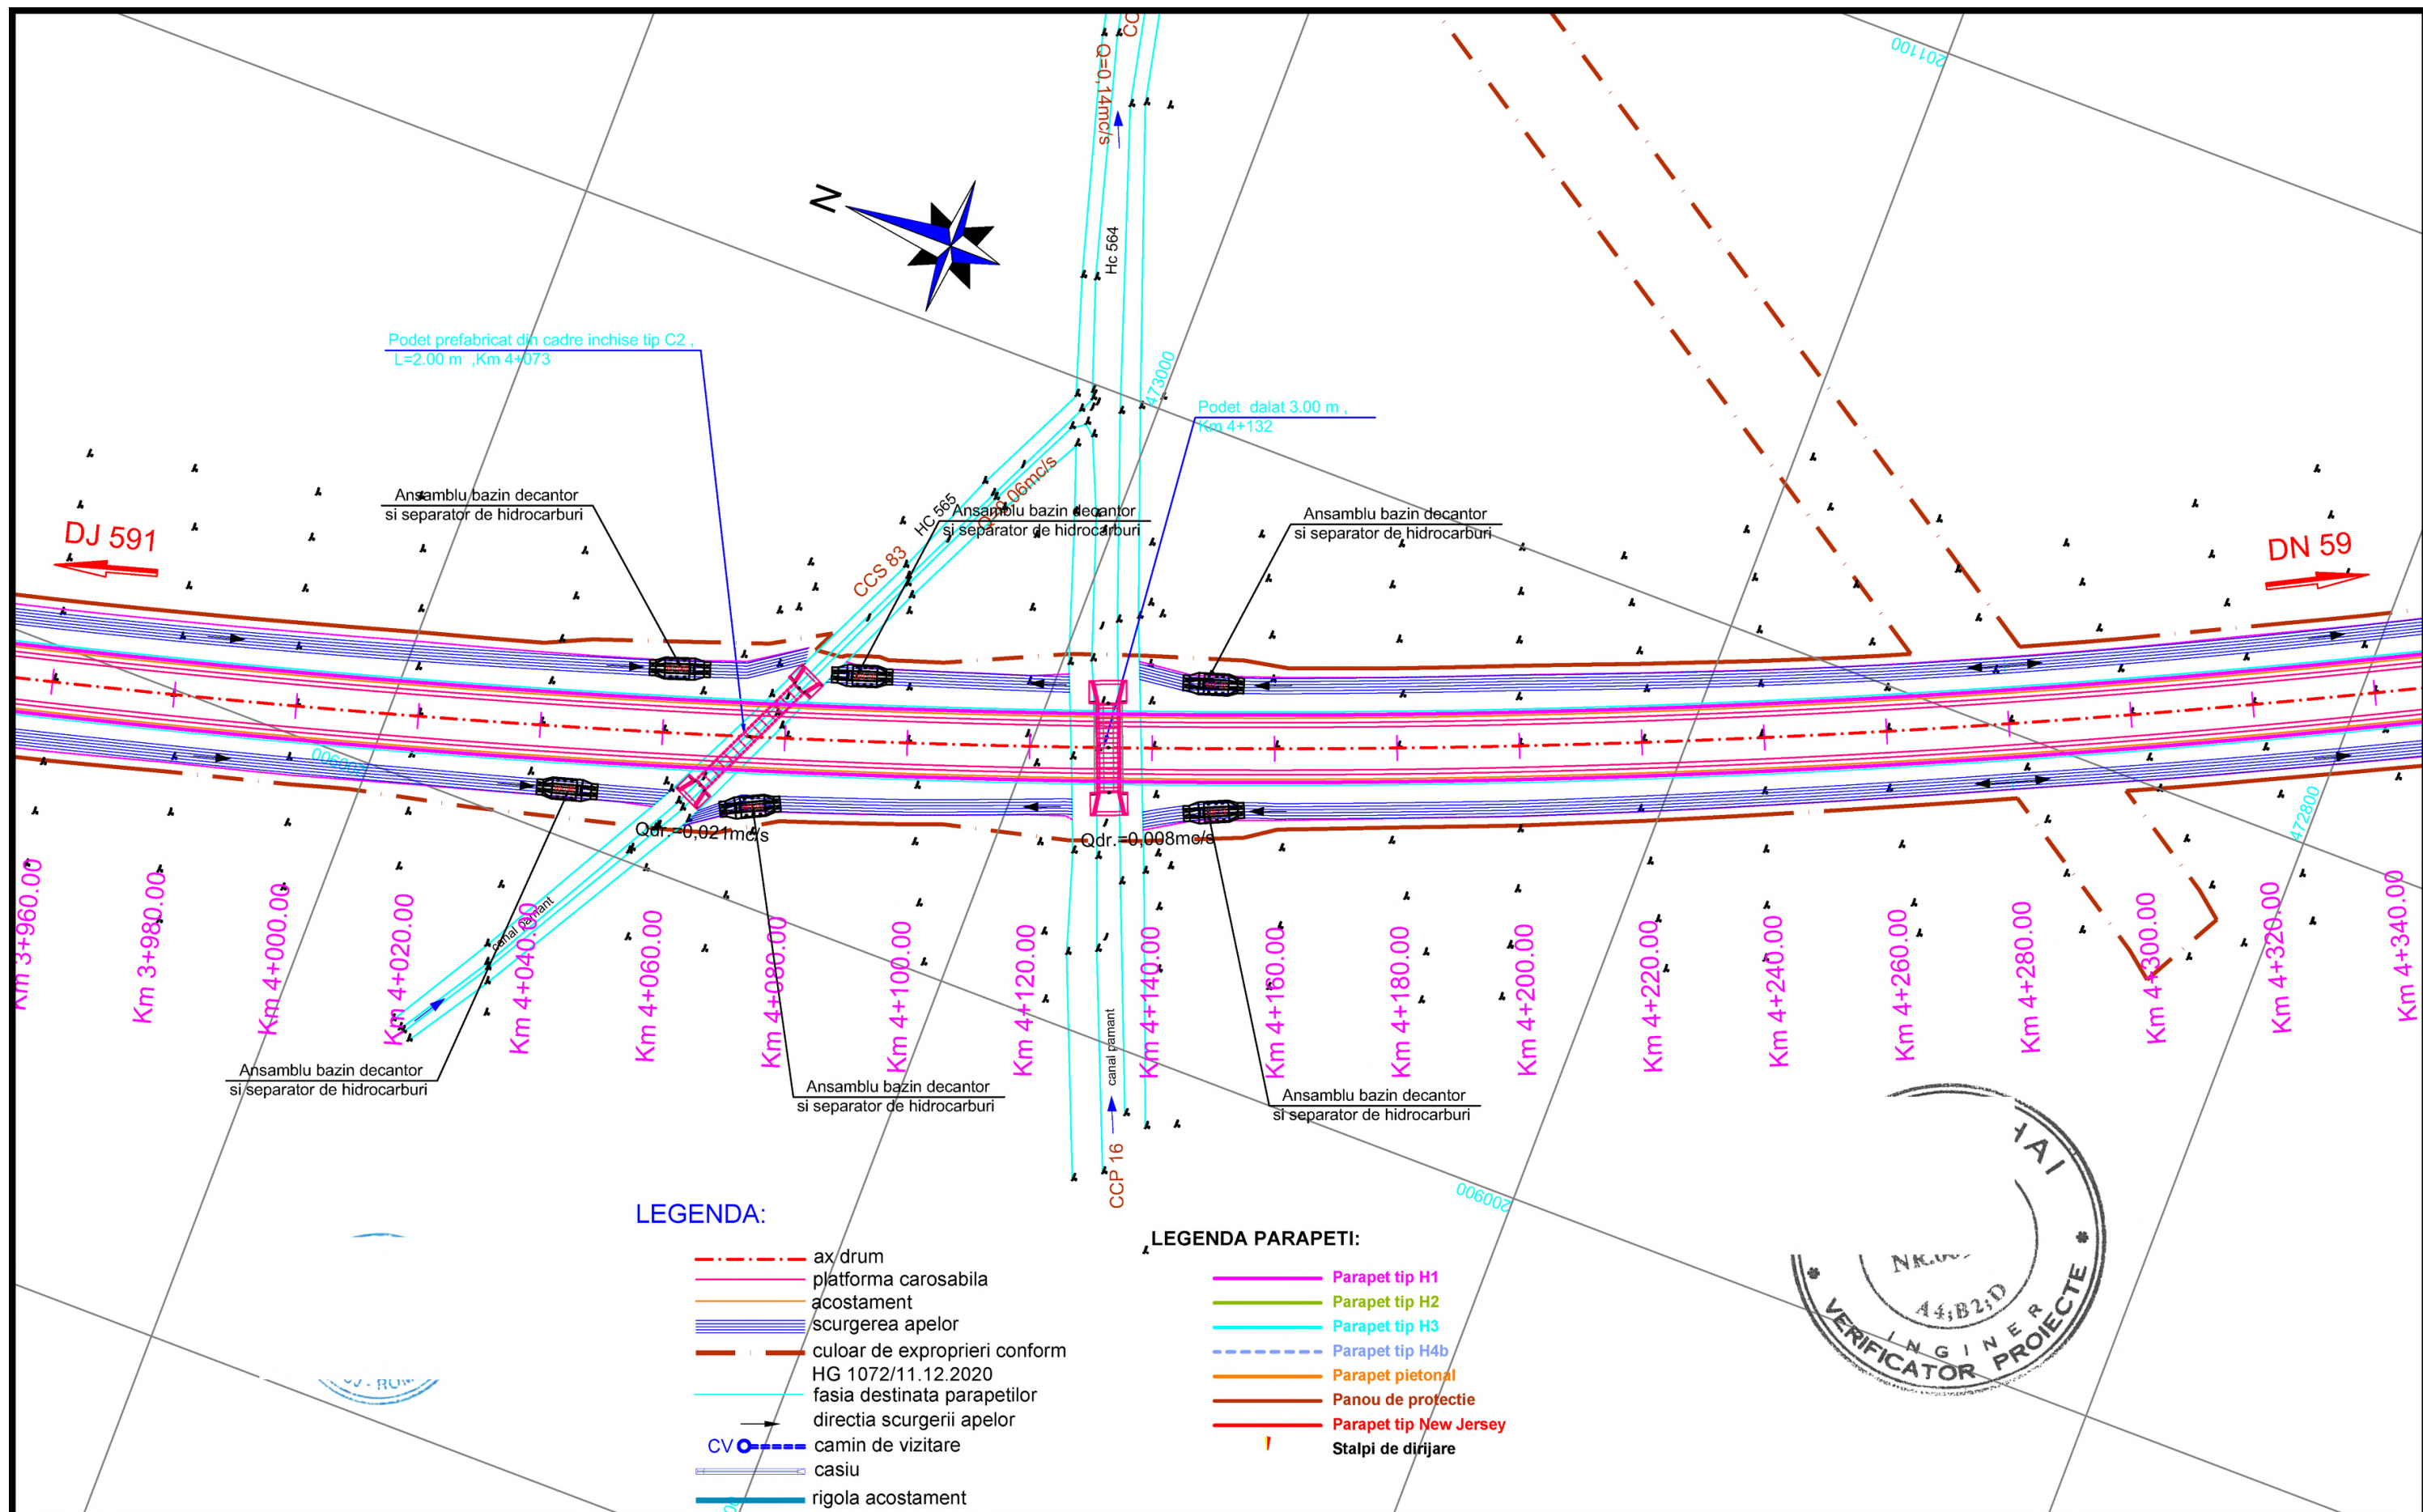 201100
CC
Q=0,14mc/s
N
Hc 564
Podet prefabricat din cadre inchise tip C2 ,
L=2.00 m ,Km 4+073
473000
Podet dalat 3.00 m ,
Km 4+132
Ansamblu bazin decantor
si separator de hidrocarburi
HC 565
CCS 83
Ansamblu bazin decantor
si separator de hidrocarburi
Ansamblu bazin decantor
si separator de hidrocarburi
DJ 591
DN 59
472800
Qdr.=0,021mc/s
Qdr.=0,008mc/s
Km 3+960.00
Km 3+980.00
Km 4+000.00
Km 4+020.00
Km 4+040.00
Km 4+060.00
Km 4+080.00
Km 4+100.00
Km 4+120.00
Km 4+140.00
Km 4+160.00
Km 4+180.00
Km 4+200.00
Km 4+220.00
Km 4+240.00
Km 4+260.00
Km 4+280.00
Km 4+300.00
Km 4+320.00
Km 4+340.00
canal pamant
canal pamant
Ansamblu bazin decantor
si separator de hidrocarburi
Ansamblu bazin decantor
si separator de hidrocarburi
Ansamblu bazin decantor
si separator de hidrocarburi
CCP 16
200900
LEGENDA:
ax drum
platforma carosabila
acostament
scurgerea apelor
culoar de exproprieri conform
HG 1072/11.12.2020
fasia destinata parapetilor
directia scurgerii apelor
CV camin de vizitare
casiu
rigola acostament
LEGENDA PARAPETI:
Parapet tip H1
Parapet tip H2
Parapet tip H3
Parapet tip H4b
Parapet pietonal
Panou de protectie
Parapet tip New Jersey
Stalpi de dirijare
HAI
A4;B2;D
INGINER
VERIFICATOR PROIECTE